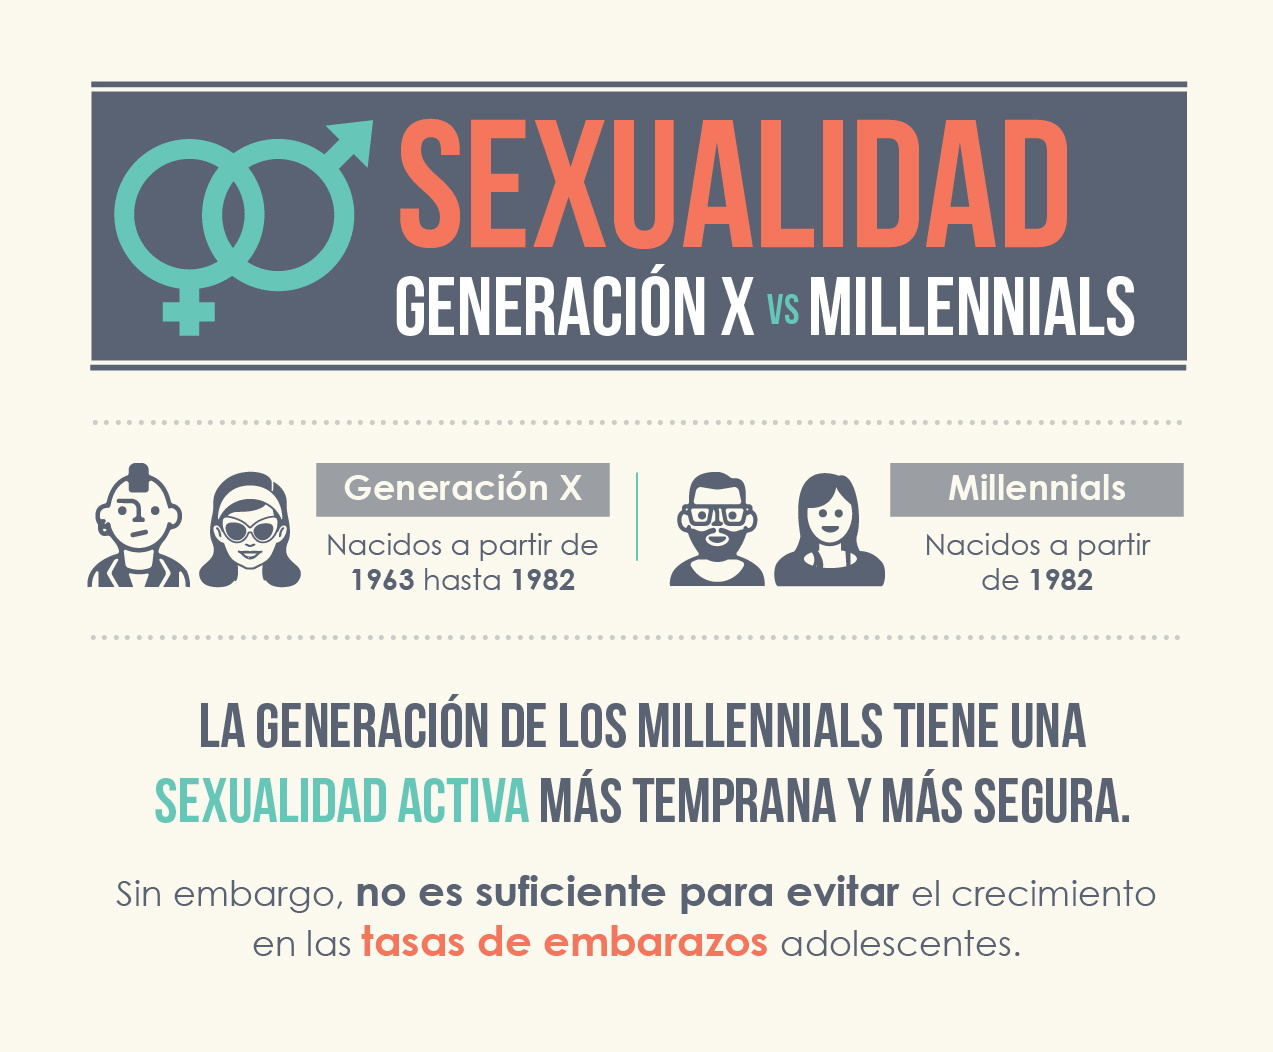 SEXUALIDAD
GENERACIÓN X VS MILLENNIALS
Generación X
Nacidos a partir de
1963 hasta 1982
Millennials
Nacidos a partir
de 1982
LA GENERACIÓN DE LOS MILLENNIALS TIENE UNA
SEXUALIDAD ACTIVA MÁS TEMPRANA Y MÁS SEGURA.
Sin embargo, no es suficiente para evitar el crecimiento
en las tasas de embarazos adolescentes.